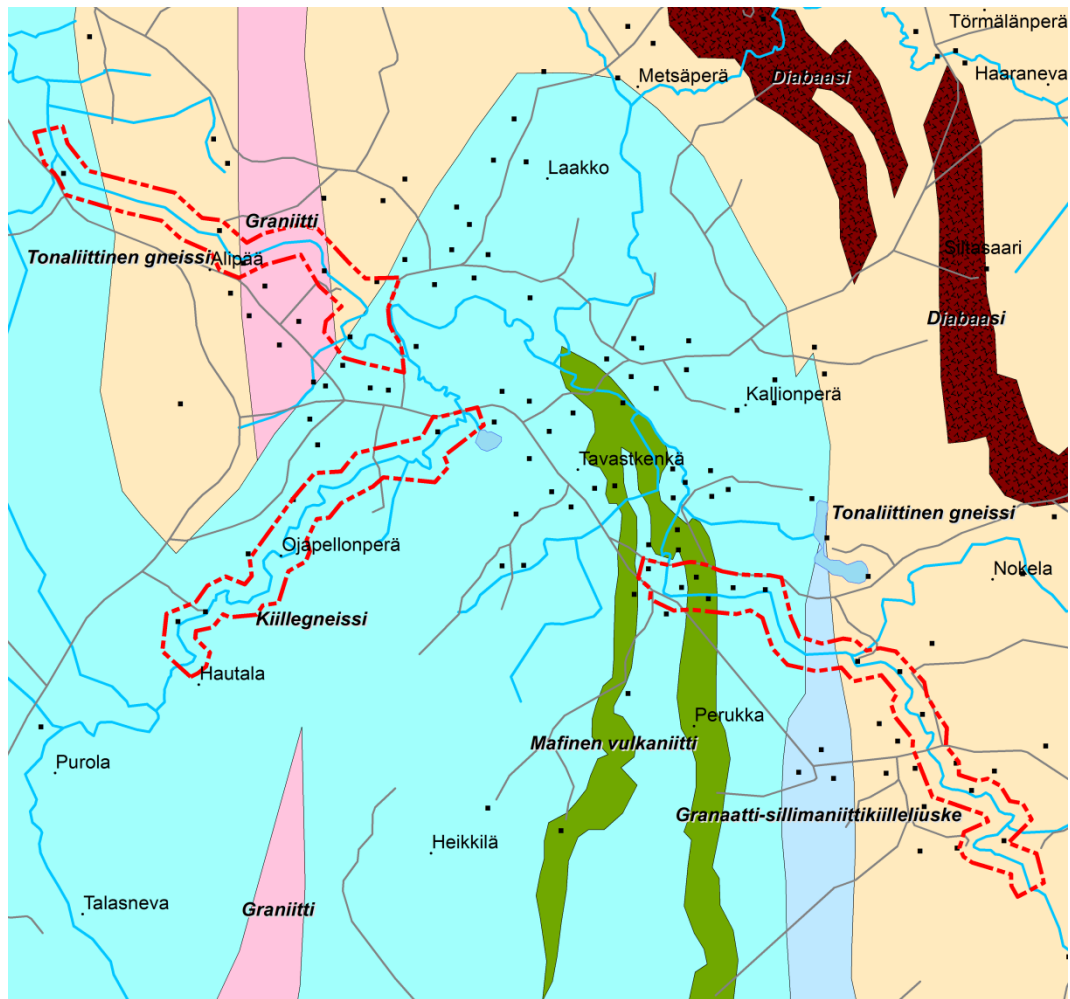 Törmälänperä
Metsäperä
Diabaasi
Haaraneva
Laakko
Graniitti
Siltasaari
Tonaliittinen gneissi
Alipää
Diabaasi
Kallionperä
Tavastkenkä
Tonaliittinen gneissi
Ojapellonperä
Nokela
Kiillegneissi
Hautala
Perukka
Mafinen vulkaniitti
Purola
Granaatti-sillimaniittikiilleliuske
Heikkilä
Talasneva
Graniitti